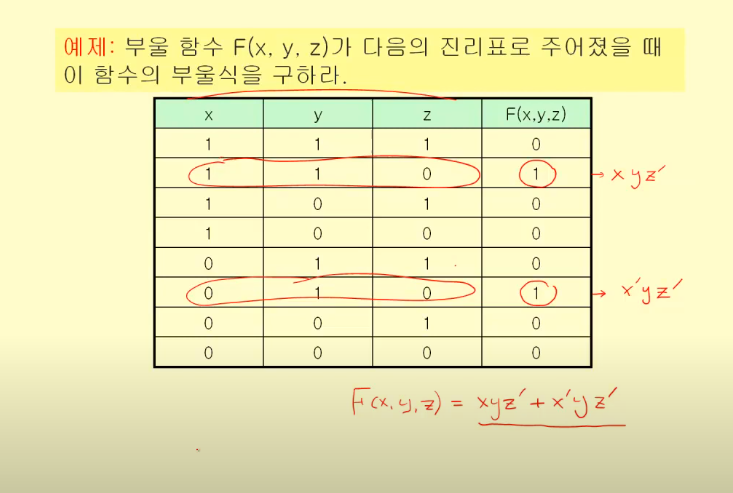 예제: 부울 함수 F(x, y, z)가 다음의 진리표로 주어졌을 때
이 함수의 부울식을 구하라.
x y z F(x,y,z)
1 1 1 0
1 1 0 1 → xyz′
1 0 1 0
1 0 0 0
0 1 1 0
0 1 0 1 → x′yz′
0 0 1 0
0 0 0 0
F(x,y,z) = xyz′+x′yz′